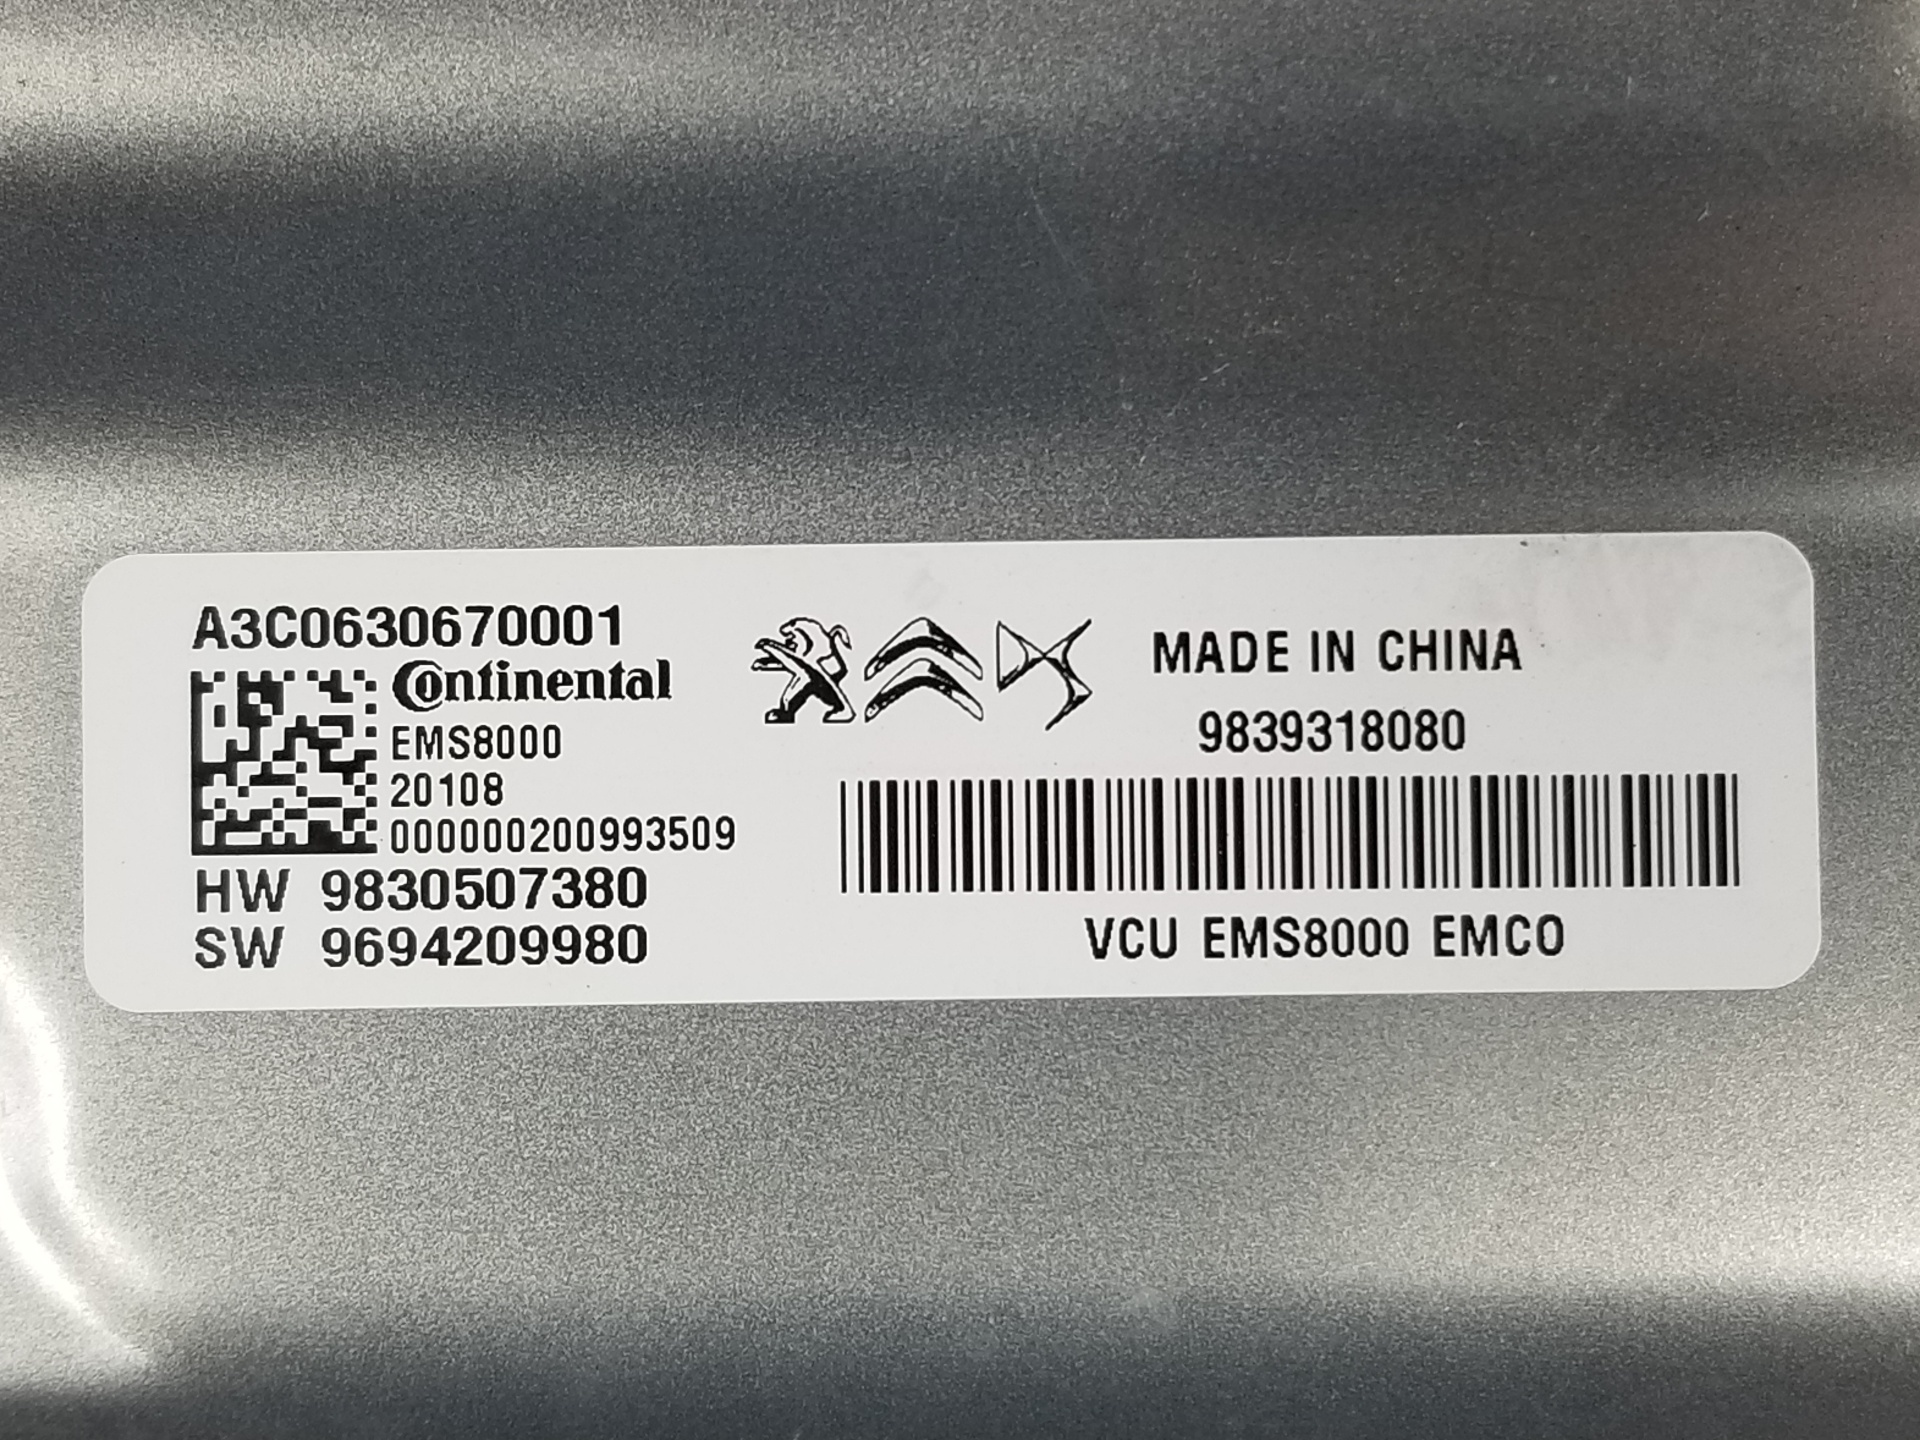 A3C0630670001
Continental
EMS8000
20108
000000200993509
HW 9830507380
SW 9694209980
MADE IN CHINA
9839318080
VCU EMS8000 EMCO